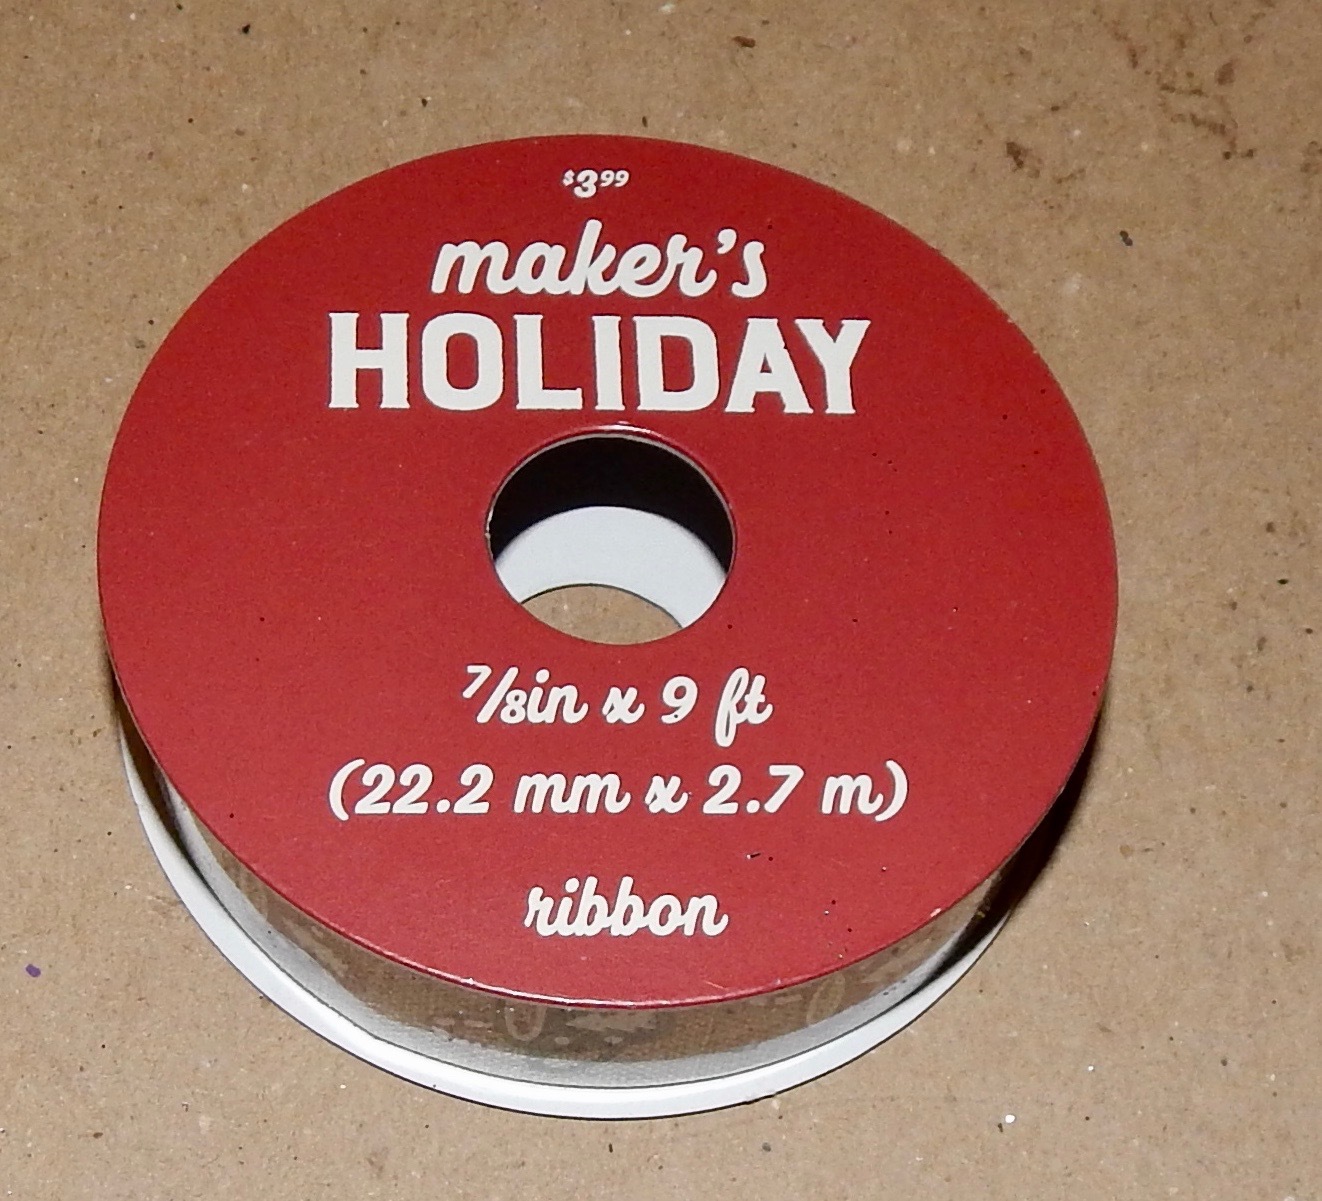 $3.99
maker's
HOLIDAY
7/8in x 9 ft
(22.2 mm x 2.7 m)
ribbon